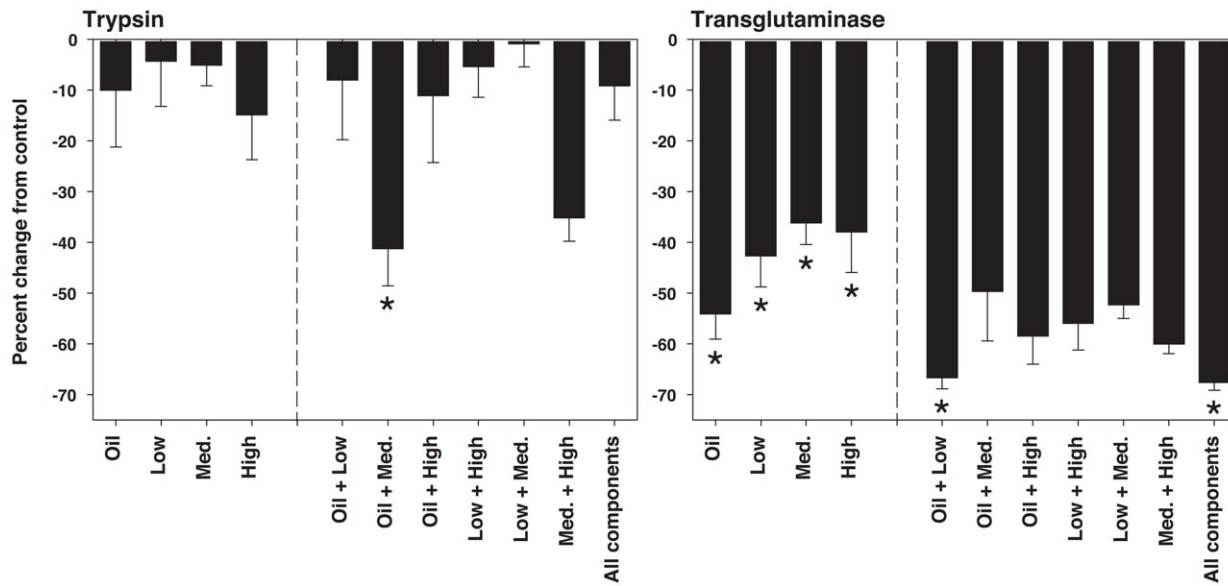 Trypsin
Transglutaminase
Percent change from control
0
-10
-20
-30
-40
-50
-60
-70
*
Oil
Low
Med.
High
Oil + Low
Oil + Med.
Oil + High
Low + High
Low + Med.
Med. + High
All components
0
-10
-20
-30
-40
-50
-60
-70
*
*
*
*
*
*
Oil
Low
Med.
High
Oil + Low
Oil + Med.
Oil + High
Low + High
Low + Med.
Med. + High
All components